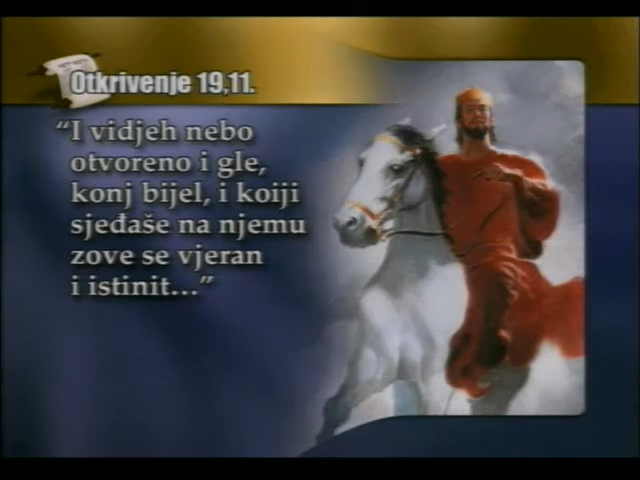 Otkrivenje 19,11.
“I vidjeh nebo
otvoreno i gle,
konj bijel, i koiji
sjeđaše na njemu
zove se vjeran
i istinit...”